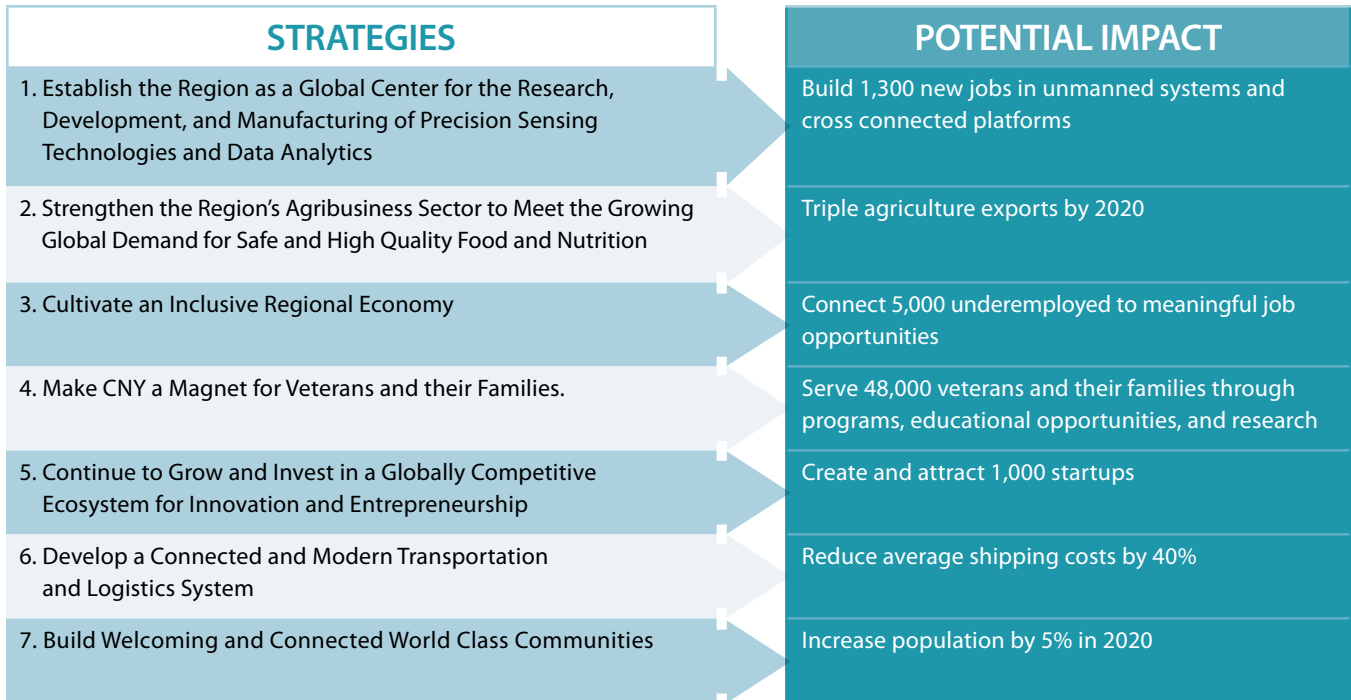 STRATEGIES
POTENTIAL IMPACT
1. Establish the Region as a Global Center for the Research,
Development, and Manufacturing of Precision Sensing
Technologies and Data Analytics
Build 1,300 new jobs in unmanned systems and
cross connected platforms
2. Strengthen the Region’s Agribusiness Sector to Meet the Growing
Global Demand for Safe and High Quality Food and Nutrition
Triple agriculture exports by 2020
3. Cultivate an Inclusive Regional Economy
Connect 5,000 underemployed to meaningful job
opportunities
4. Make CNY a Magnet for Veterans and their Families.
Serve 48,000 veterans and their families through
programs, educational opportunities, and research
5. Continue to Grow and Invest in a Globally Competitive
Ecosystem for Innovation and Entrepreneurship
Create and attract 1,000 startups
6. Develop a Connected and Modern Transportation
and Logistics System
Reduce average shipping costs by 40%
7. Build Welcoming and Connected World Class Communities
Increase population by 5% in 2020